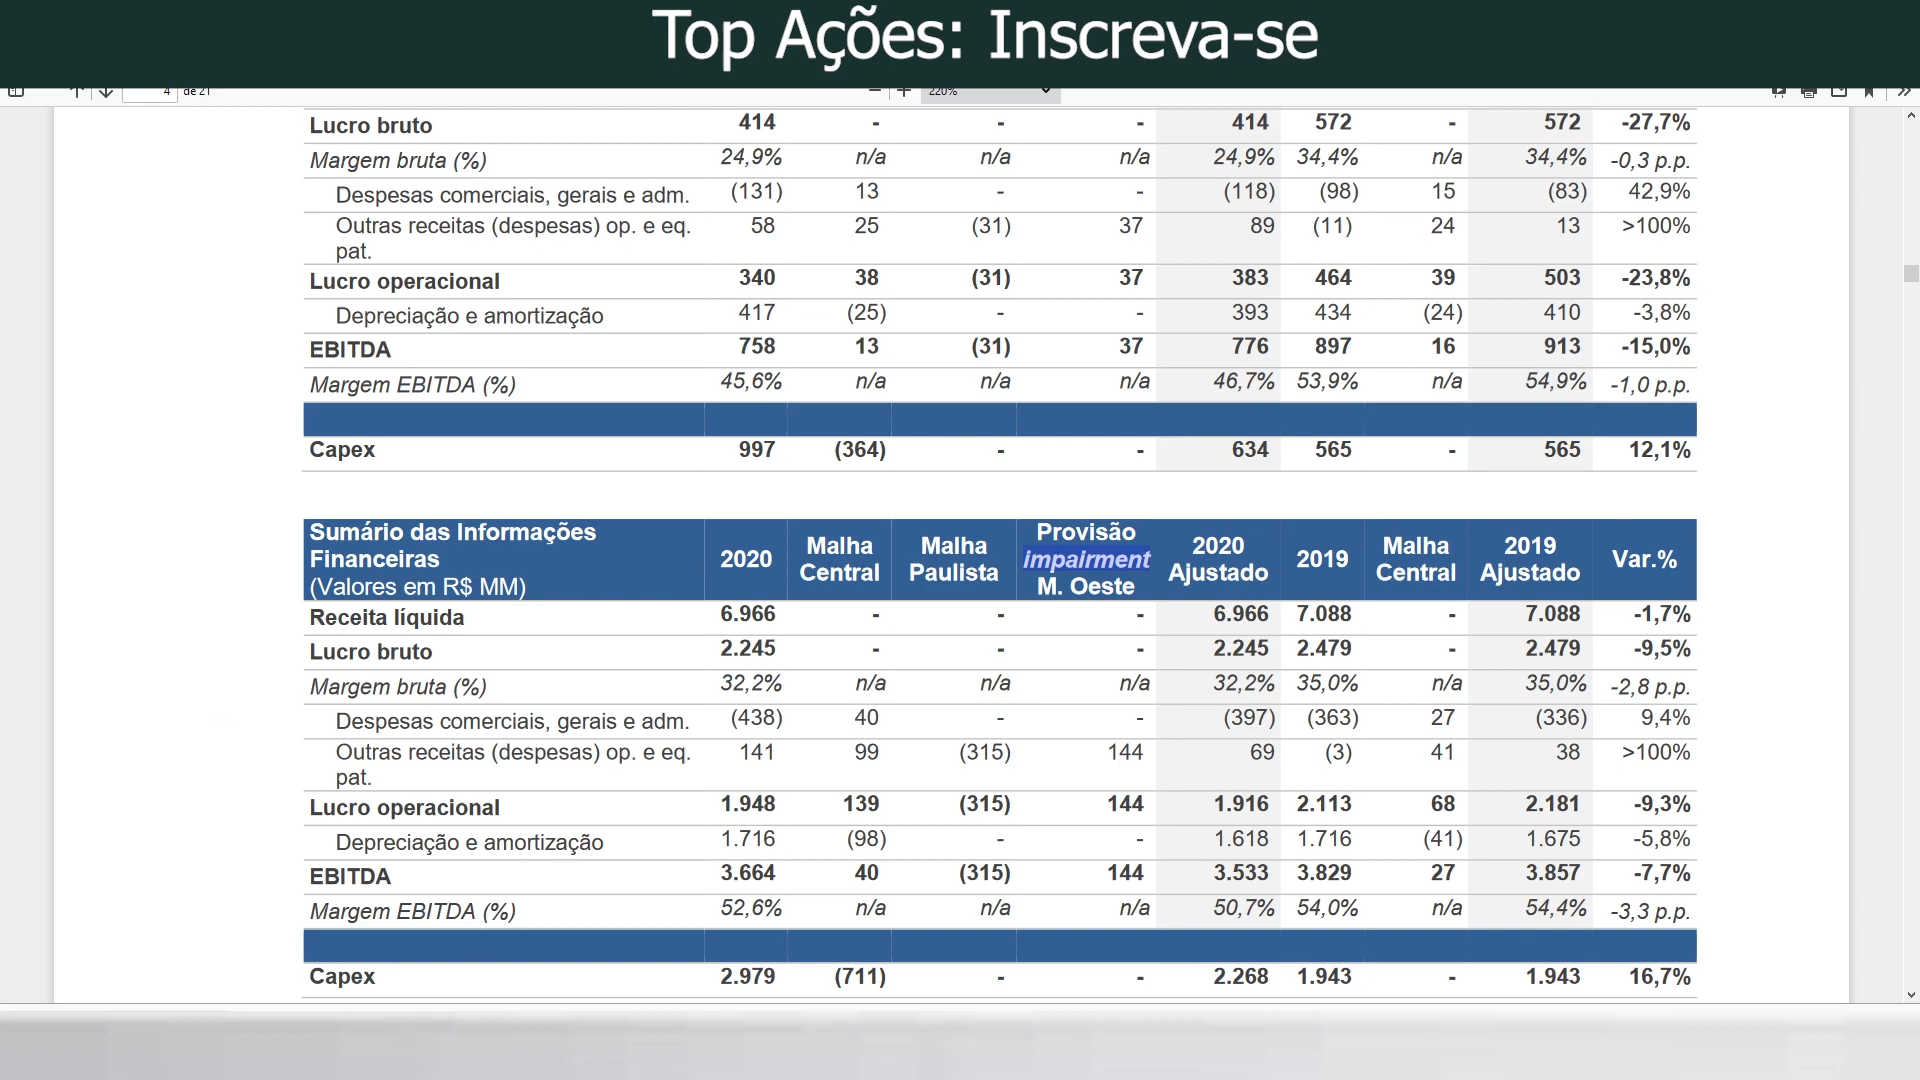 Top Ações: Inscreva-se
4 de 21 220%
Lucro bruto 414 - - - 414 572 - 572 -27,7%
Margem bruta (%) 24,9% n/a n/a n/a 24,9% 34,4% n/a 34,4% -0,3 p.p.
Despesas comerciais, gerais e adm. (131) 13 - - (118) (98) 15 (83) 42,9%
Outras receitas (despesas) op. e eq. 58 25 (31) 37 89 (11) 24 13 >100%
pat.
Lucro operacional 340 38 (31) 37 383 464 39 503 -23,8%
Depreciação e amortização 417 (25) - - 393 434 (24) 410 -3,8%
EBITDA 758 13 (31) 37 776 897 16 913 -15,0%
Margem EBITDA (%) 45,6% n/a n/a n/a 46,7% 53,9% n/a 54,9% -1,0 p.p.
Capex 997 (364) - - 634 565 - 565 12,1%
Sumário das Informações
Financeiras
(Valores em R$ MM)
2020
Malha
Central
Malha
Paulista
Provisão
impairment
M. Oeste
2020
Ajustado
2019
Malha
Central
2019
Ajustado
Var.%
Receita líquida 6.966 - - - 6.966 7.088 - 7.088 -1,7%
Lucro bruto 2.245 - - - 2.245 2.479 - 2.479 -9,5%
Margem bruta (%) 32,2% n/a n/a n/a 32,2% 35,0% n/a 35,0% -2,8 p.p.
Despesas comerciais, gerais e adm. (438) 40 - - (397) (363) 27 (336) 9,4%
Outras receitas (despesas) op. e eq. 141 99 (315) 144 69 (3) 41 38 >100%
pat.
Lucro operacional 1.948 139 (315) 144 1.916 2.113 68 2.181 -9,3%
Depreciação e amortização 1.716 (98) - - 1.618 1.716 (41) 1.675 -5,8%
EBITDA 3.664 40 (315) 144 3.533 3.829 27 3.857 -7,7%
Margem EBITDA (%) 52,6% n/a n/a n/a 50,7% 54,0% n/a 54,4% -3,3 p.p.
Capex 2.979 (711) - - 2.268 1.943 - 1.943 16,7%